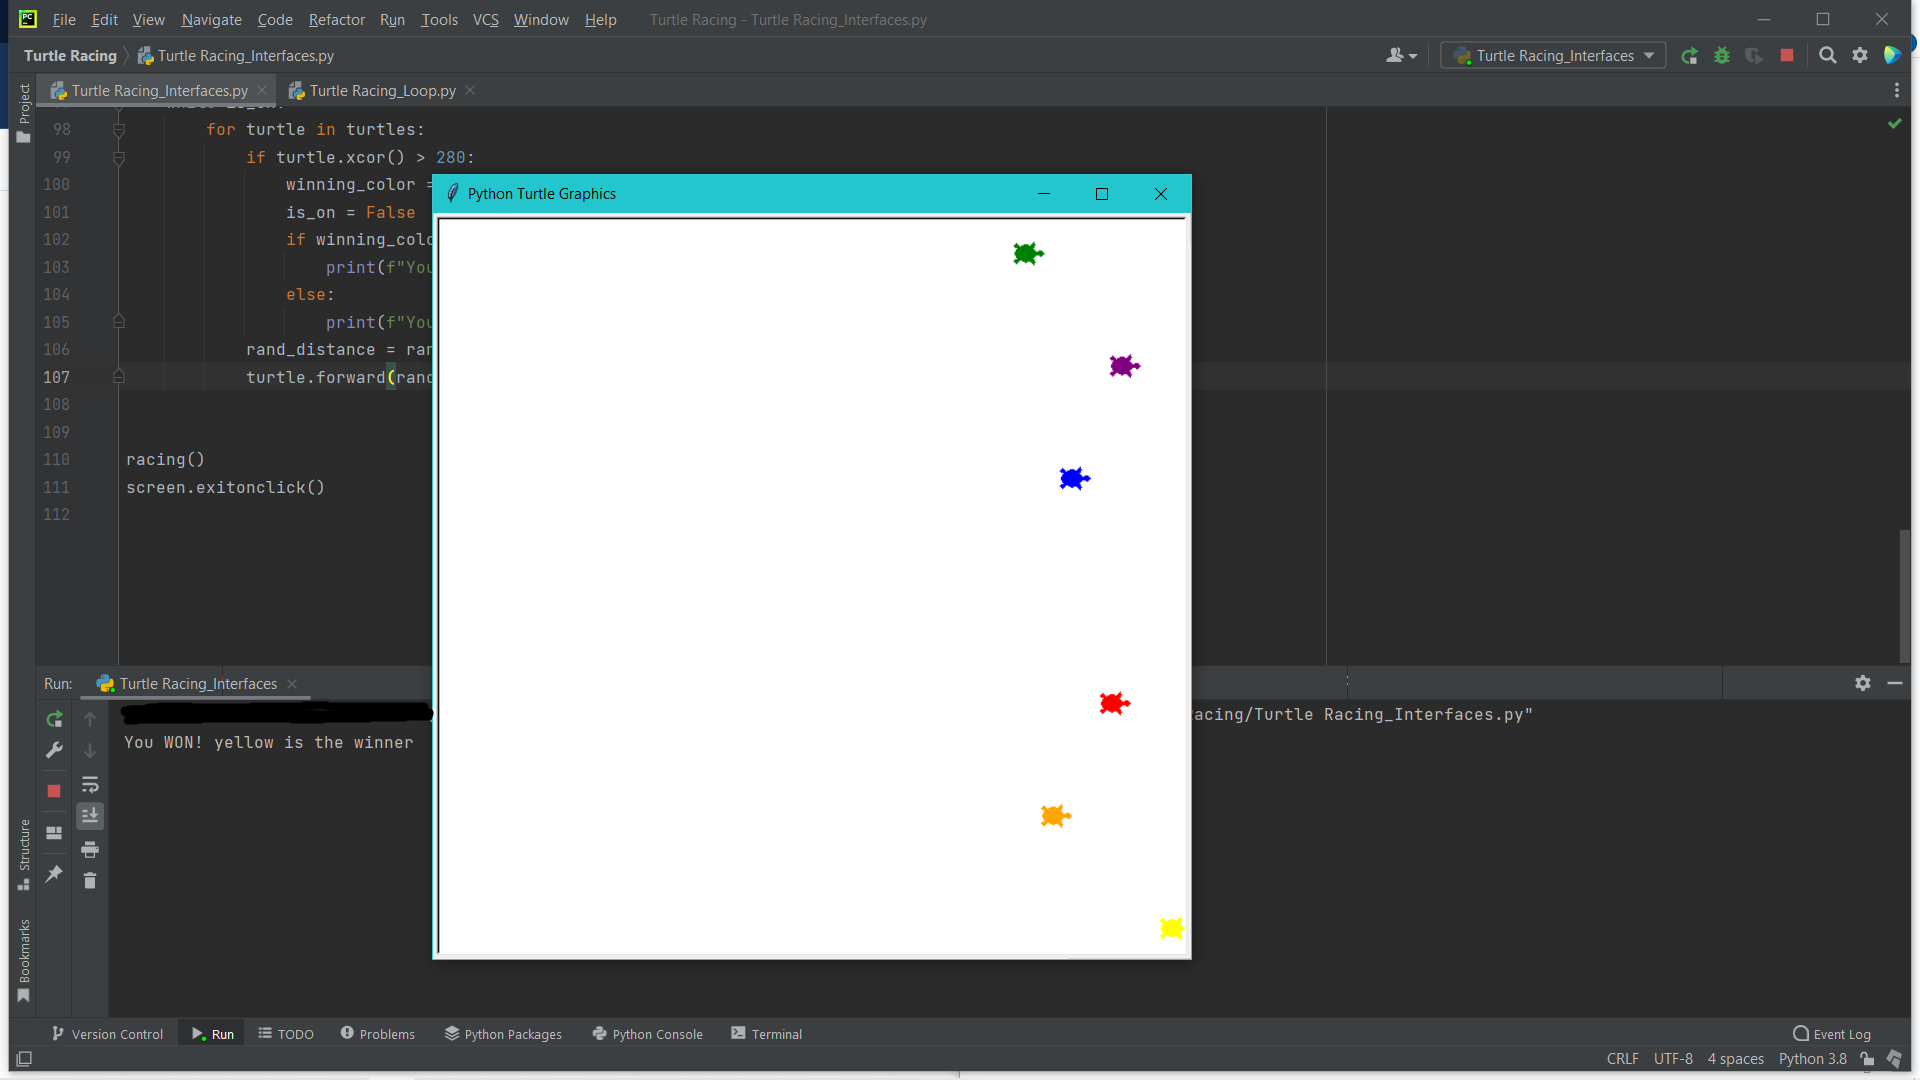 PC File Edit View Navigate Code Refactor Run Tools VCS Window Help Turtle Racing - Turtle Racing_Interfaces.py
Turtle Racing Turtle Racing_Interfaces.py Turtle Racing_Interfaces
Turtle Racing_Interfaces.py Turtle Racing_Loop.py
Project
98 for turtle in turtles:
99 if turtle.xcor() > 280:
100 winning_color =
101 is_on = False
102 if winning_colo
103 print(f"You
104 else:
105 print(f"You
106 rand_distance = ran
107 turtle.forward(rand
108
109
110 racing()
111 screen.exitonclick()
112
Python Turtle Graphics
Run: Turtle Racing_Interfaces
acing/Turtle Racing_Interfaces.py"
You WON! yellow is the winner
Structure
Bookmarks
Version Control Run TODO Problems Python Packages Python Console Terminal Event Log
CRLF UTF-8 4 spaces Python 3.8